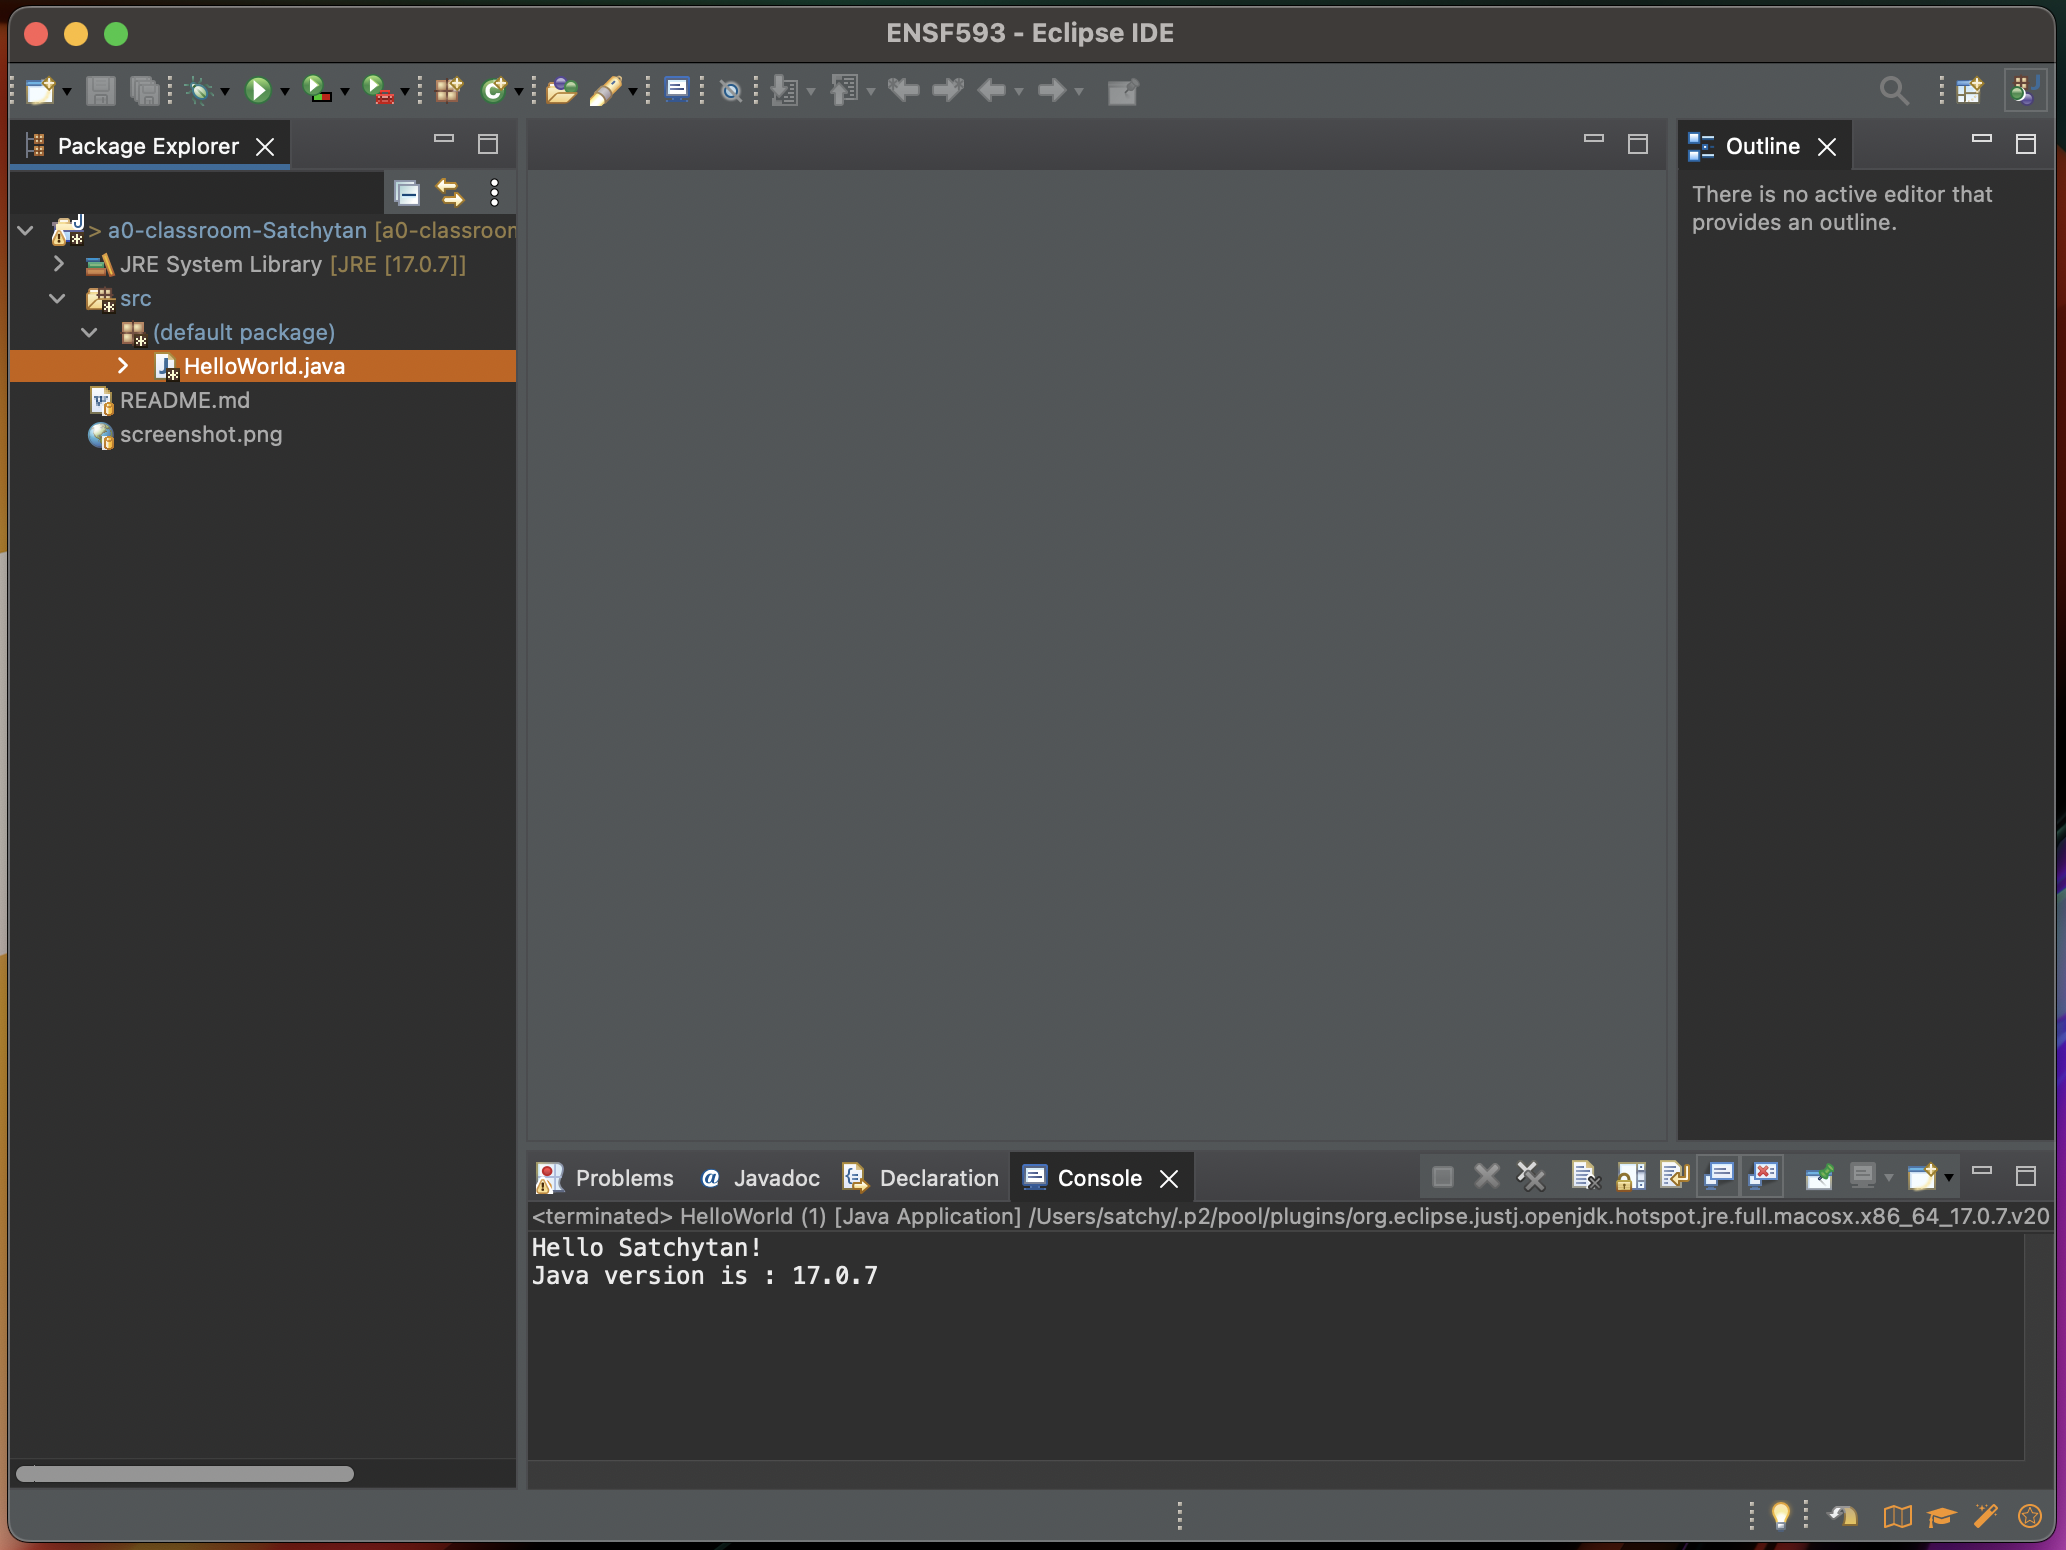 ENSF593 - Eclipse IDE
Package Explorer
Outline
There is no active editor that
provides an outline.
> a0-classroom-Satchytan [a0-classroom
JRE System Library [JRE [17.0.7]]
src
(default package)
HelloWorld.java
README.md
screenshot.png
Problems @ Javadoc Declaration Console
<terminated> HelloWorld (1) [Java Application] /Users/satchy/.p2/pool/plugins/org.eclipse.justj.openjdk.hotspot.jre.full.macosx.x86_64_17.0.7.v20
Hello Satchytan!
Java version is : 17.0.7